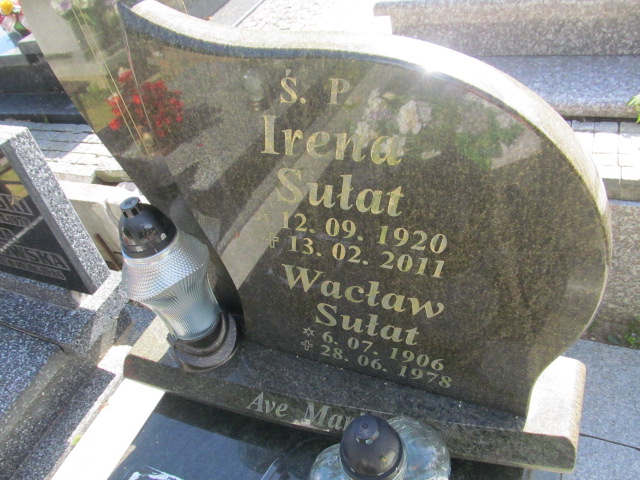 Ś. P.
Irena
Sułat
* 12. 09. 1920
✝ 13. 02. 2011
Wacław
Sułat
☆ 6. 07. 1906
✝ 28. 06. 1978
Ave